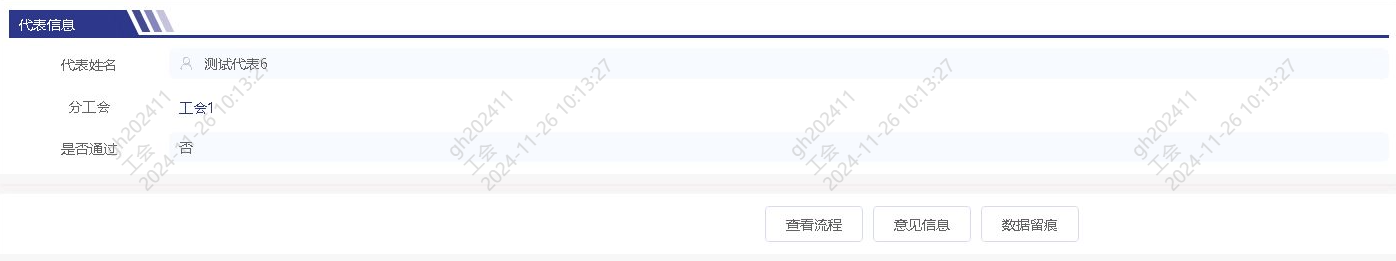 代表信息
代表姓名 测试代表6
分工会 工会1
是否通过 否
gh202411
工会
2024-11-26 10:13:27
gh202411
工会
2024-11-26 10:13:27
gh202411
工会
2024-11-26 10:13:27
gh202411
工会
2024-11-26 10:13:27
查看流程 意见信息 数据留痕